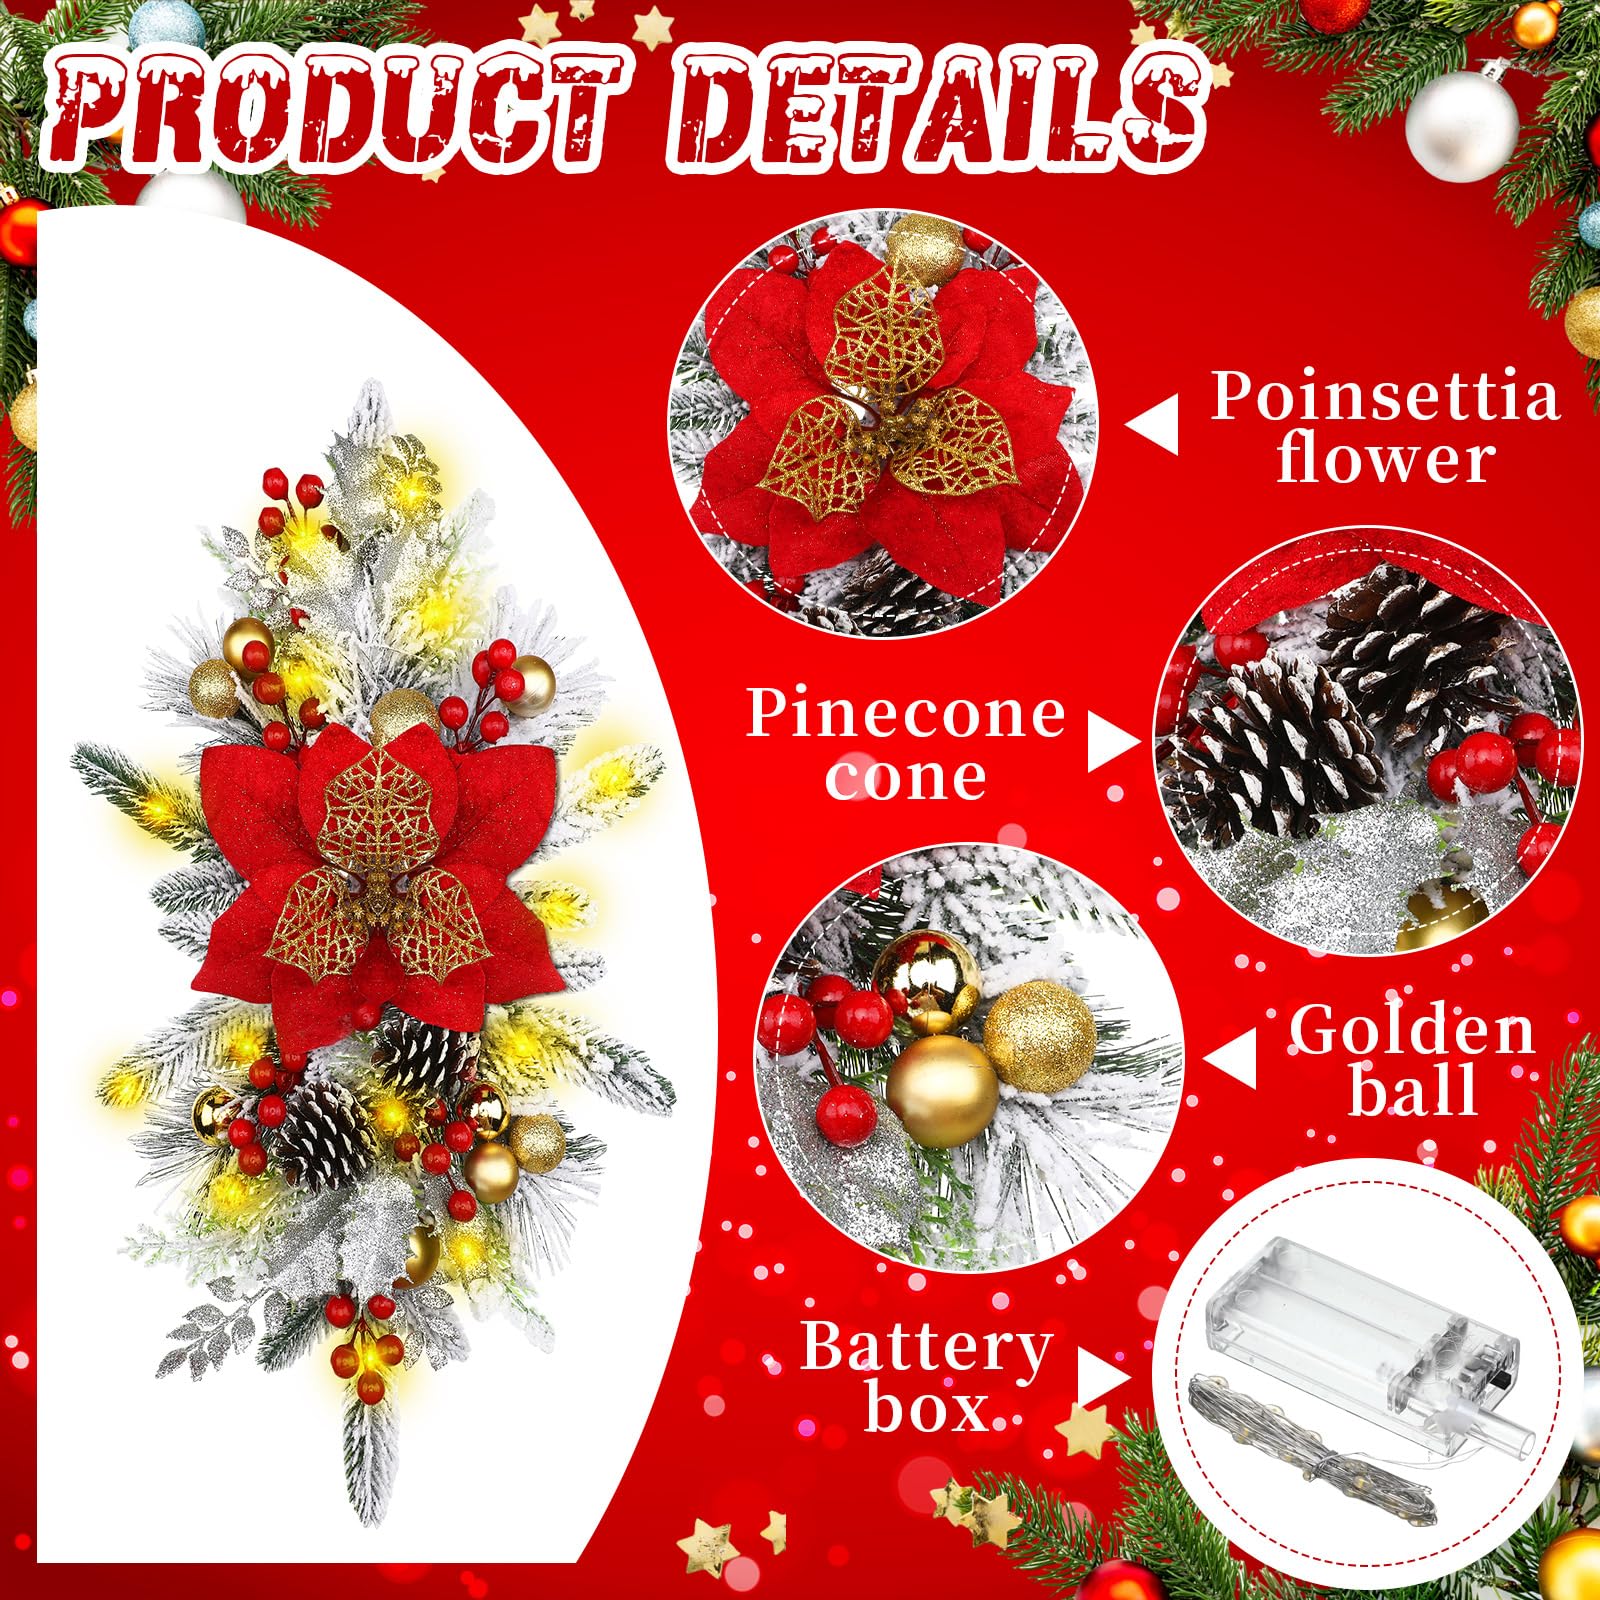 PRODUCT DETAILS
Poinsettia
flower
Pinecone
cone
Golden
ball
Battery
box